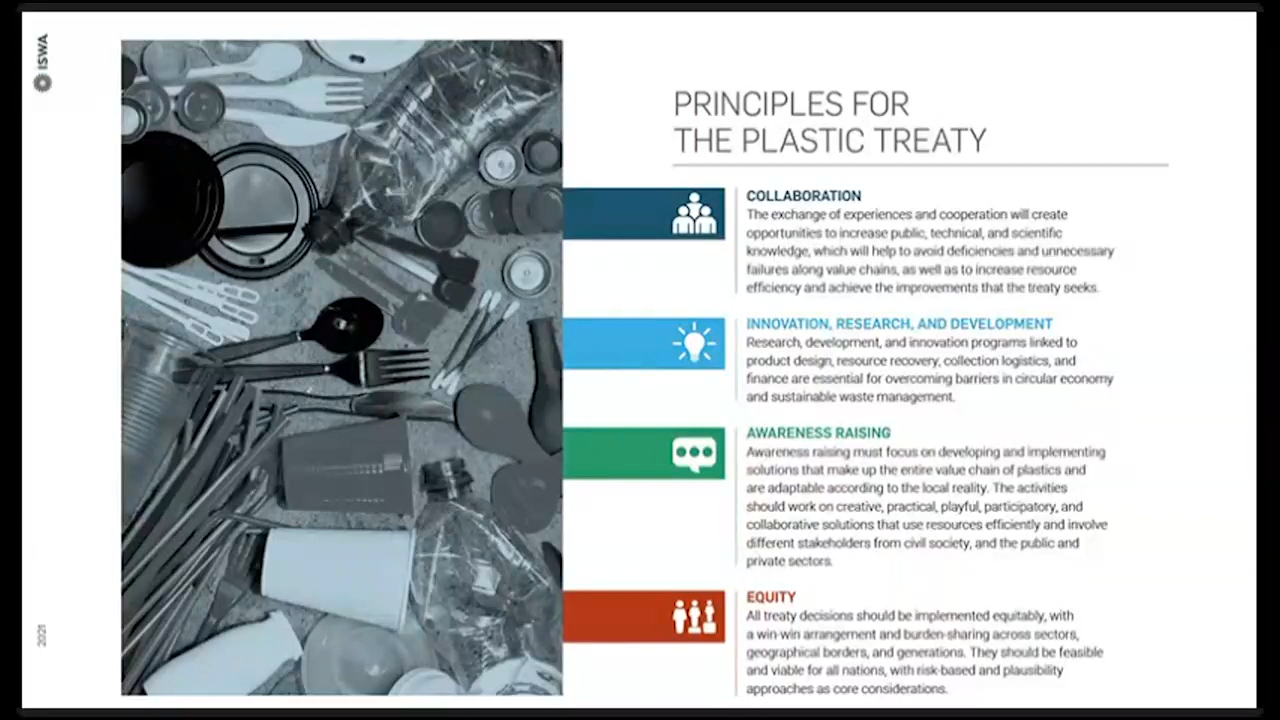 ISWA
PRINCIPLES FOR
THE PLASTIC TREATY
COLLABORATION
The exchange of experiences and cooperation will create
opportunities to increase public, technical, and scientific
knowledge, which will help to avoid deficiencies and unnecessary
failures along value chains, as well as to increase resource
efficiency and achieve the improvements that the treaty seeks.
INNOVATION, RESEARCH, AND DEVELOPMENT
Research, development, and innovation programs linked to
product design, resource recovery, collection logistics, and
finance are essential for overcoming barriers in circular economy
and sustainable waste management.
AWARENESS RAISING
Awareness raising must focus on developing and implementing
solutions that make up the entire value chain of plastics and
are adaptable according to the local reality. The activities
should work on creative, practical, playful, participatory, and
collaborative solutions that use resources efficiently and involve
different stakeholders from civil society, and the public and
private sectors.
EQUITY
All treaty decisions should be implemented equitably, with
a win-win arrangement and burden-sharing across sectors,
geographical borders, and generations. They should be feasible
and viable for all nations, with risk-based and plausibility
approaches as core considerations.
2021